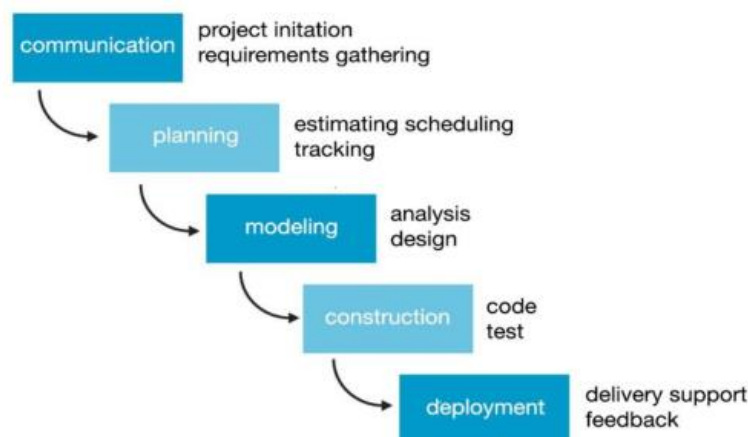 communication
project initation
requirements gathering
planning
estimating scheduling
tracking
modeling
analysis
design
construction
code
test
deployment
delivery support
feedback